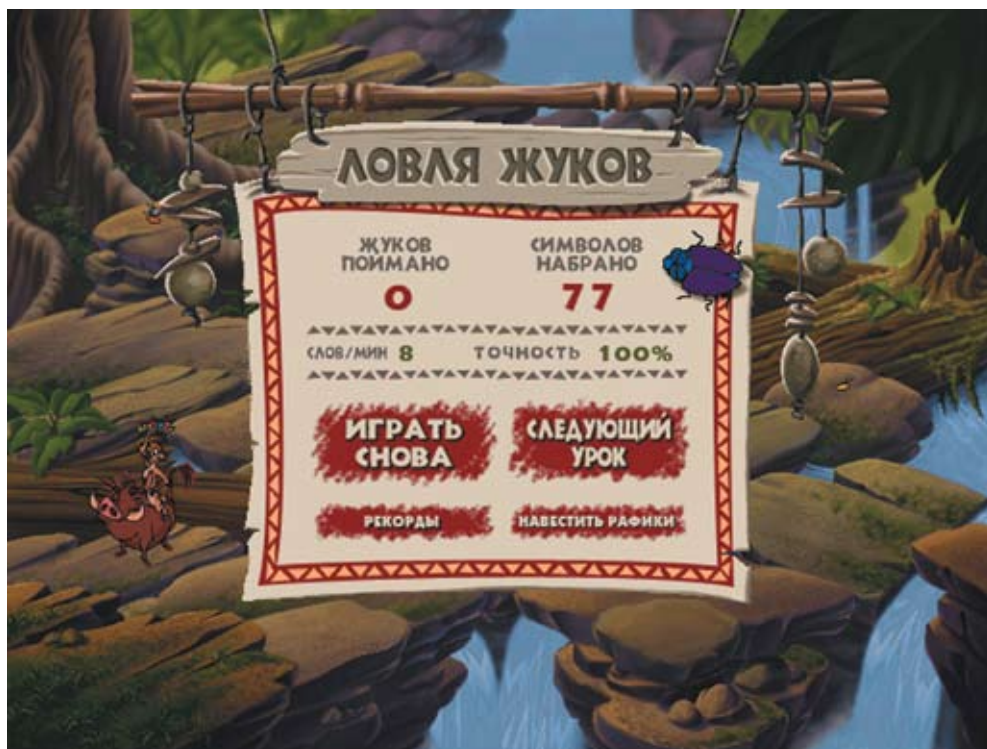 ЛОВЛЯ ЖУКОВ
ЖУКОВ
ПОЙМАНО
0
СИМВОЛОВ
НАБРАНО
77
СЛОВ/МИН 8
ТОЧНОСТЬ 100%
ИГРАТЬ
СНОВА
СЛЕДУЮЩИЙ
УРОК
РЕКОРДЫ
НАВЕСТИТЬ РАФИКИ